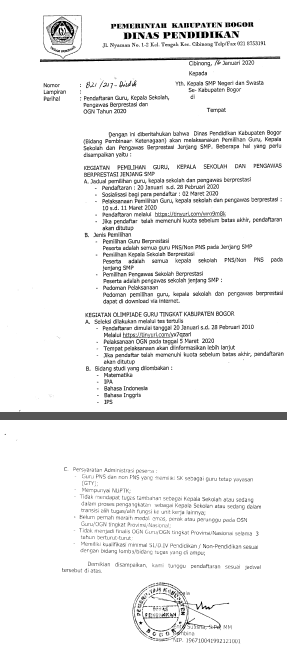 PEMERINTAH KABUPATEN BOGOR
DINAS PENDIDIKAN
Jl. Nyaman No. 1-2 Kel. Tengah Kec. Cibinong Telp/Fax 021 8753191
Cibinong, Januari 2020
Kepada
Nomor :
Lampiran :
Perihal : Pendaftaran Guru, Kepala Sekolah, Pengawas Berprestasi dan OGN Tahun 2020
Yth. Kepala SMP Negeri dan Swasta
Se- Kabupaten Bogor
di
Tempat
Dengan ini diberitahukan bahwa Dinas Pendidikan Kabupaten Bogor
(Bidang Pembinaan Ketenagaan) akan melaksanakan Pemilihan Guru, Kepala
Sekolah dan Pengawas Berprestasi Jenjang SMP. Beberapa hal yang perlu
disampaikan yaitu :
KEGIATAN PEMILIHAN GURU, KEPALA SEKOLAH DAN PENGAWAS
BERPRESTASI JENJANG SMP
A. Jadual pemilihan guru, kepala sekolah dan pengawas berprestasi
- Pendaftaran : 20 Januari s.d. 28 Pebruari 2020
- Sosialisasi bagi para pendaftar : 02 Maret 2020
- Pelaksanaan Pemilihan Guru, kepala sekolah dan pengawas berprestasi :
10 s.d. 11 Maret 2020
- Pendaftaran melalui
- Jika pendaftar telah memenuhi kuota sebelum batas akhir, pendaftaran
akan ditutup
B. Jenis Pemilihan
- Pemilihan Guru Berprestasi
Peserta adalah semua guru PNS/Non PNS pada Jenjang SMP
- Pemilihan Kepala Sekolah Berprestasi
Peserta adalah semua kepala sekolah PNS/Non PNS pada
jenjang SMP
- Pemilihan Pengawas Sekolah Berprestasi
Peserta adalah pengawas sekolah jenjang SMP :
- Pedoman Pelaksanaan
Pedoman pemilihan guru, kepala sekolah dan pengawas berprestasi
dapat di download via internet.
KEGIATAN OLIMPIADE GURU TINGKAT KABUPATEN BOGOR
A. Seleksi dilakukan melalui tes tertulis
- Pendaftaran dimulai tanggal 20 Januari s.d. 28 Pebruari 2010
Melalui
- Pelaksanaan OGN pada tanggal 5 Maret 2020
- Tempat pelaksanaan akan diinformasikan lebih lanjut
- Jika pendaftar telah memenuhi kuota sebelum batas akhir, pendaftaran
akan ditutup
B. Bidang studi yang dilombakan :
- Matematika
- IPA
- Bahasa Indonesia
- Bahasa Inggris
- IPS
C. Persyaratan Administrasi peserta :
- Guru PNS dan non PNS yang memiliki SK sebagai guru tetap yayasan
(GTY);
- Mempunyai NUPTK;
- Tidak mendapat tugas tambahan sebagai Kepala Sekolah atau sedang
dalam proses pengangkatan sebagai Kepala Sekolah atau sedang dalam
transisi alih tugas/alih fungsi ke unit kerja lainnya;
- Belum pernah meraih medali emas, perak atau perunggu pada OSN
Guru/OGN tingkat Provinsi/Nasional;
- Tidak menjadi finalis OGN Guru/OGN tingkat Provinsi/Nasional selama 3
tahun berturut-turut;
- Memiliki kualifikasi minimal S1/D.IV Pendidikan / Non-Pendidikan sesuai
dengan bidang lomba/bidang tugas yang di ampu;
Demikian disampaikan, kami tunggu pendaftaran sesuai jadwal
tersebut di atas.
NIP. 196710041992121001